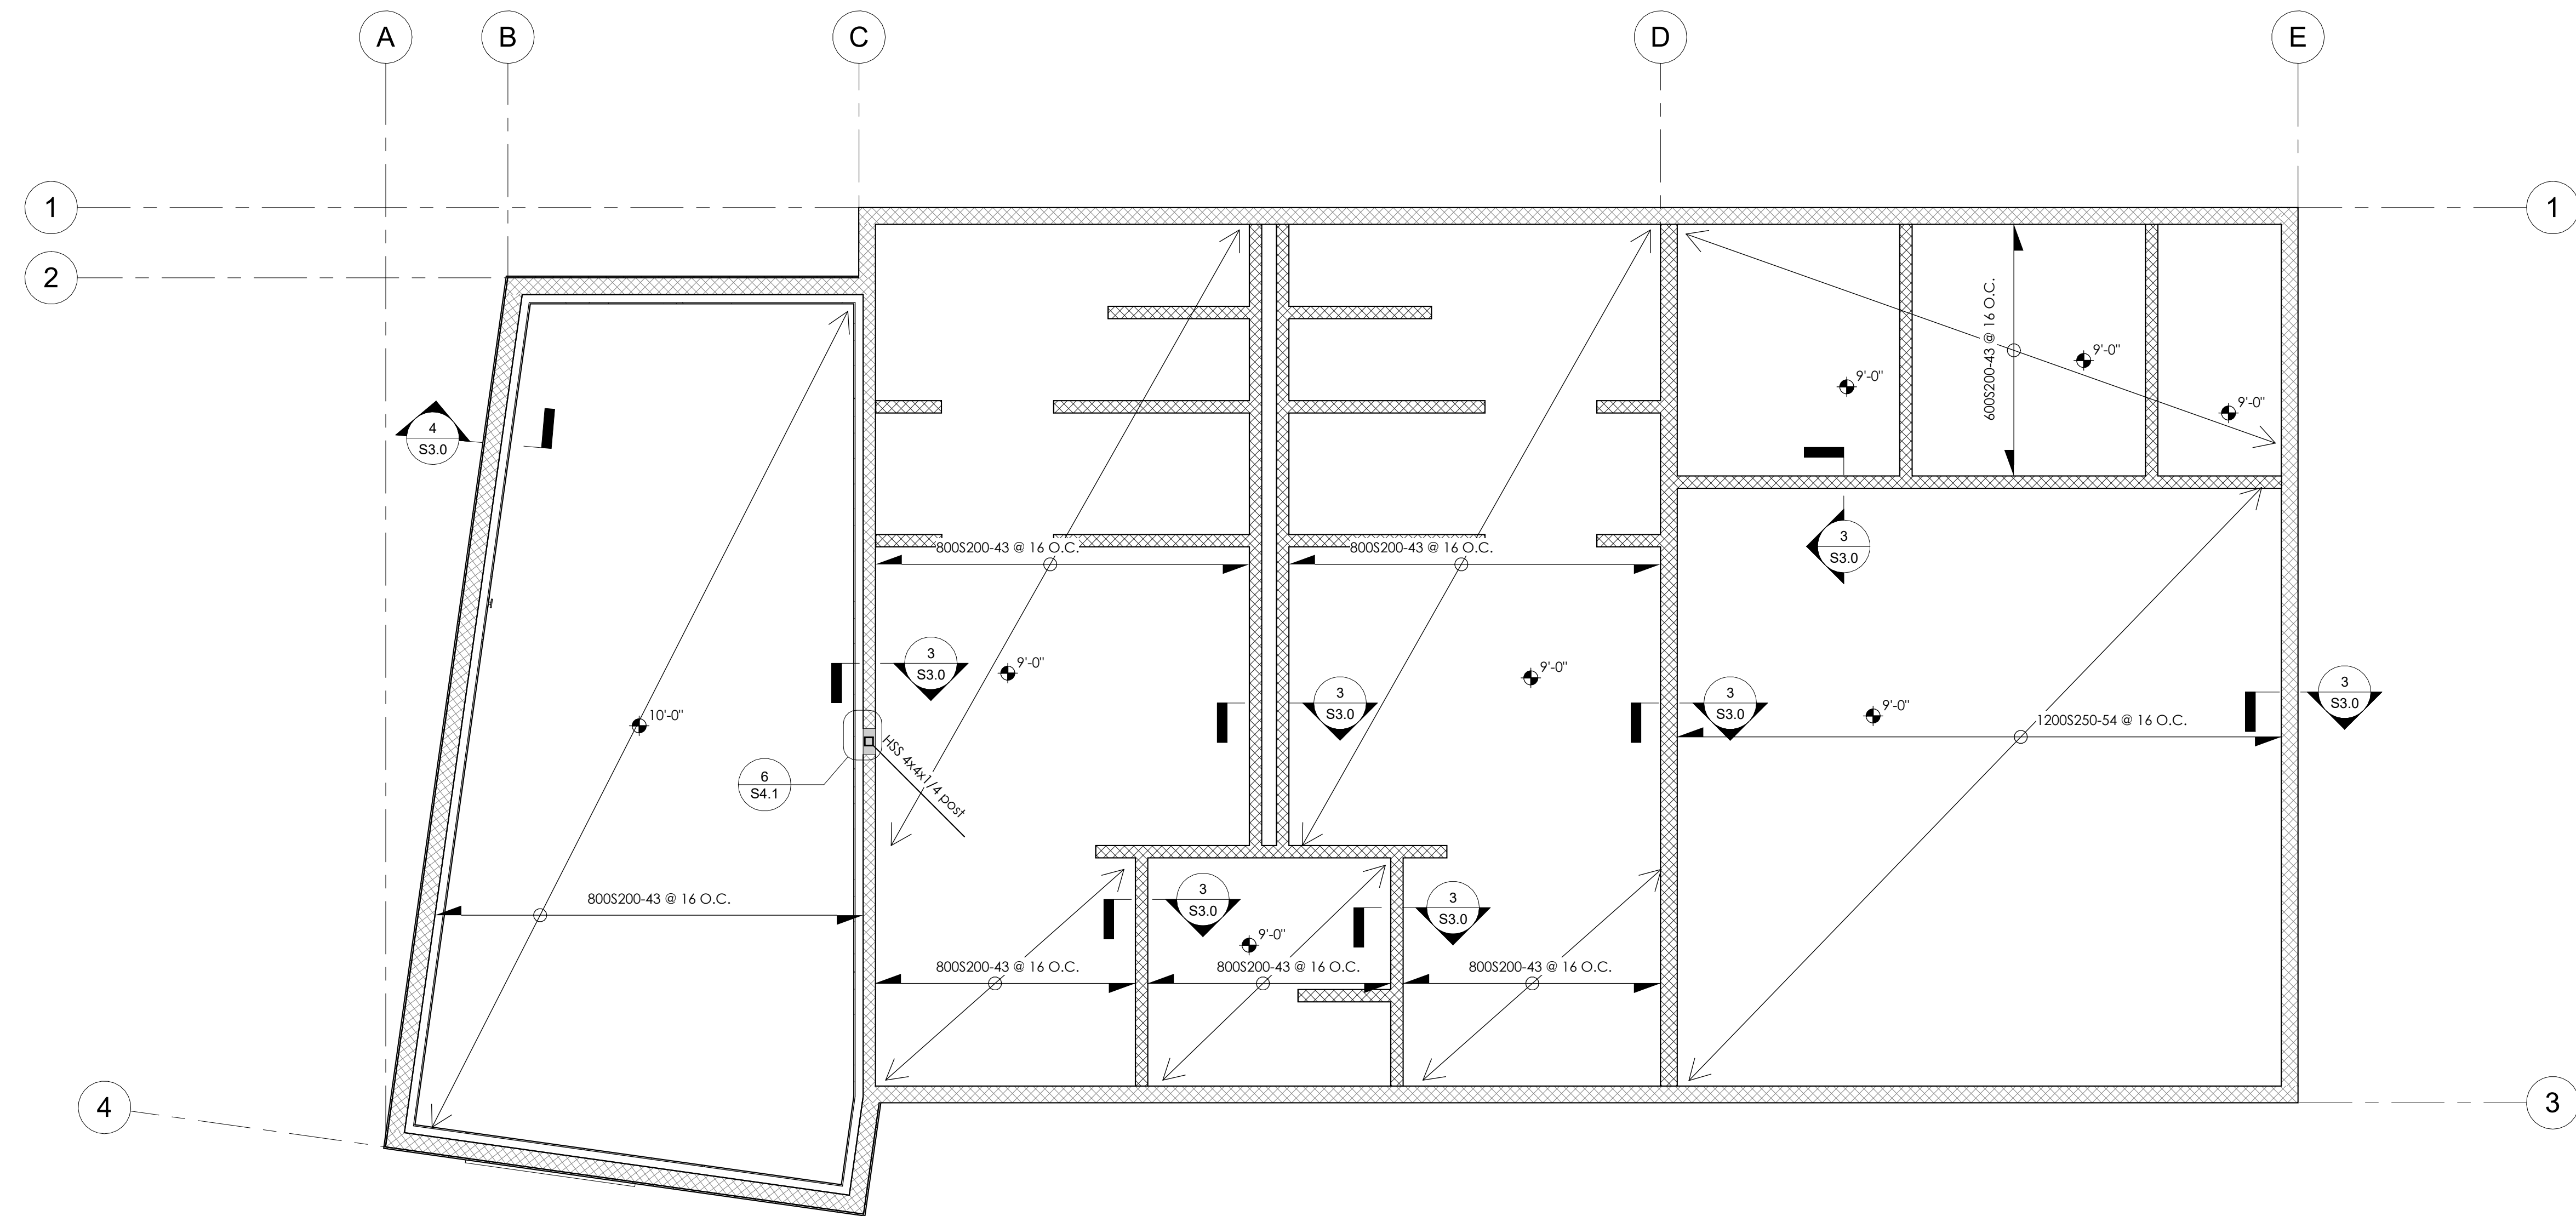 A
B
C
D
E
1
1
2
600S200-43 @ 16 O.C.
9'-0"
9'-0"
9'-0"
4
S3.0
800S200-43 @ 16 O.C.
800S200-43 @ 16 O.C.
3
S3.0
3
S3.0
9'-0"
9'-0"
3
S3.0
3
S3.0
3
S3.0
10'-0"
9'-0"
1200S250-54 @ 16 O.C.
HSS 4x4x1/4 post
6
S4.1
800S200-43 @ 16 O.C.
3
S3.0
3
S3.0
9'-0"
800S200-43 @ 16 O.C.
800S200-43 @ 16 O.C.
800S200-43 @ 16 O.C.
4
3